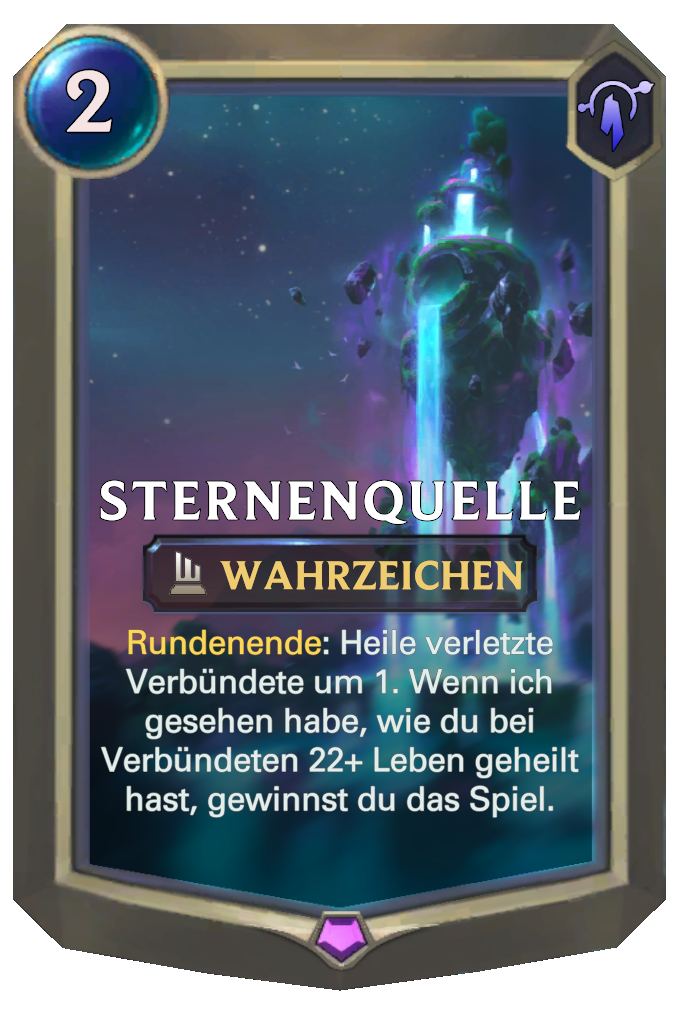 2
STERNENQUELLE
WAHRZEICHEN
Rundenende: Heile verletzte
Verbündete um 1. Wenn ich
gesehen habe, wie du bei
Verbündeten 22+ Leben geheilt
hast, gewinnst du das Spiel.